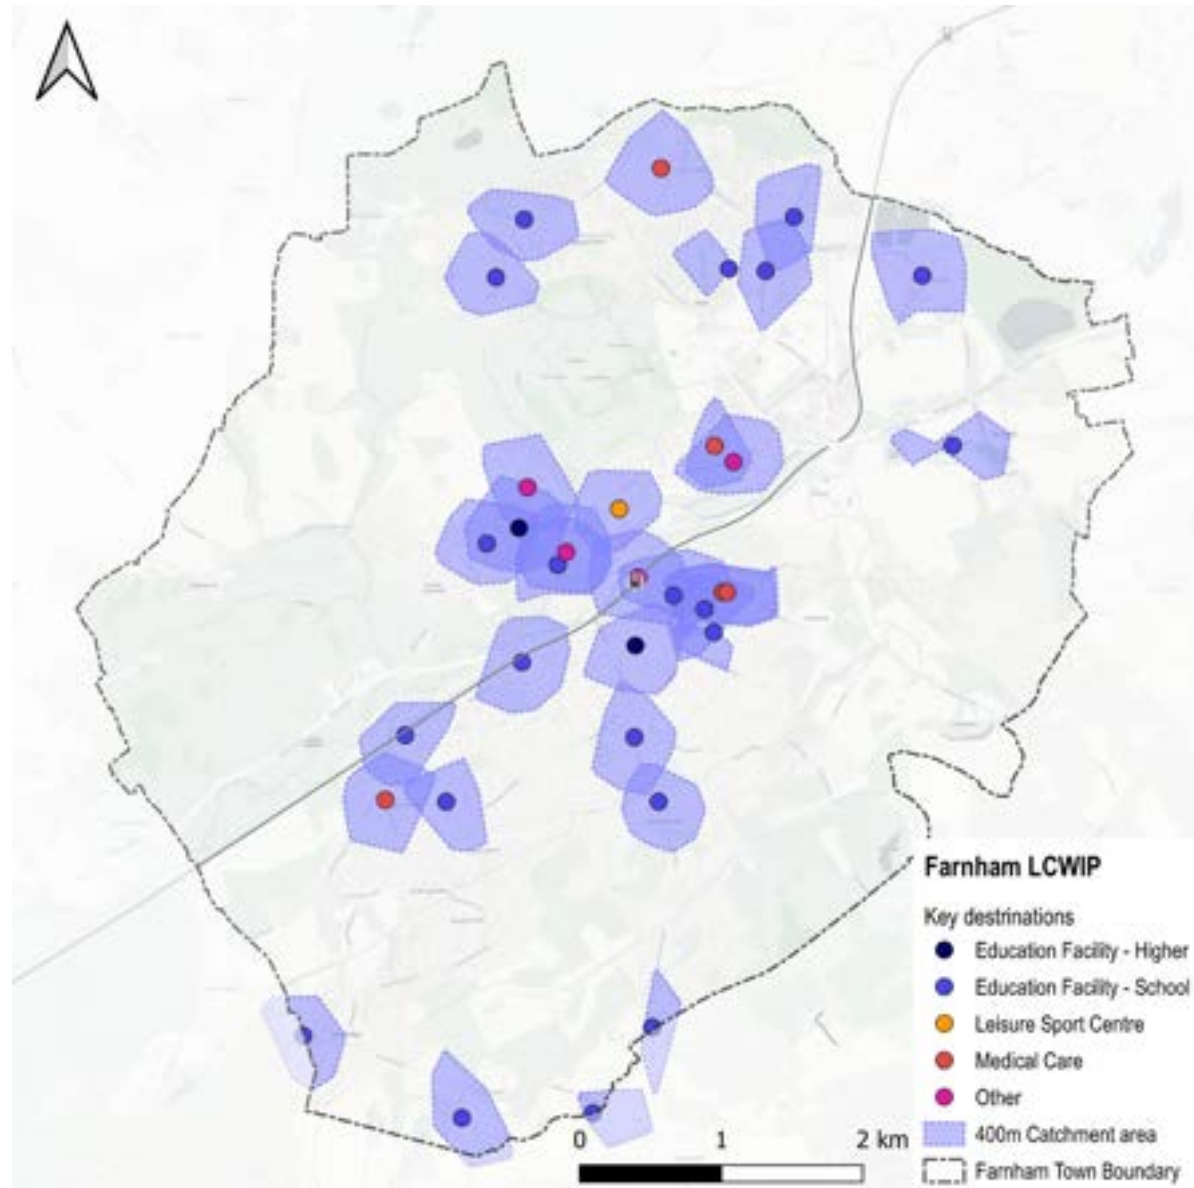 Farnham LCWIP
Key destrinations
Education Facility - Higher
Education Facility - School
Leisure Sport Centre
Medical Care
Other
400m Catchment area
Farnham Town Boundary
0 1 2 km